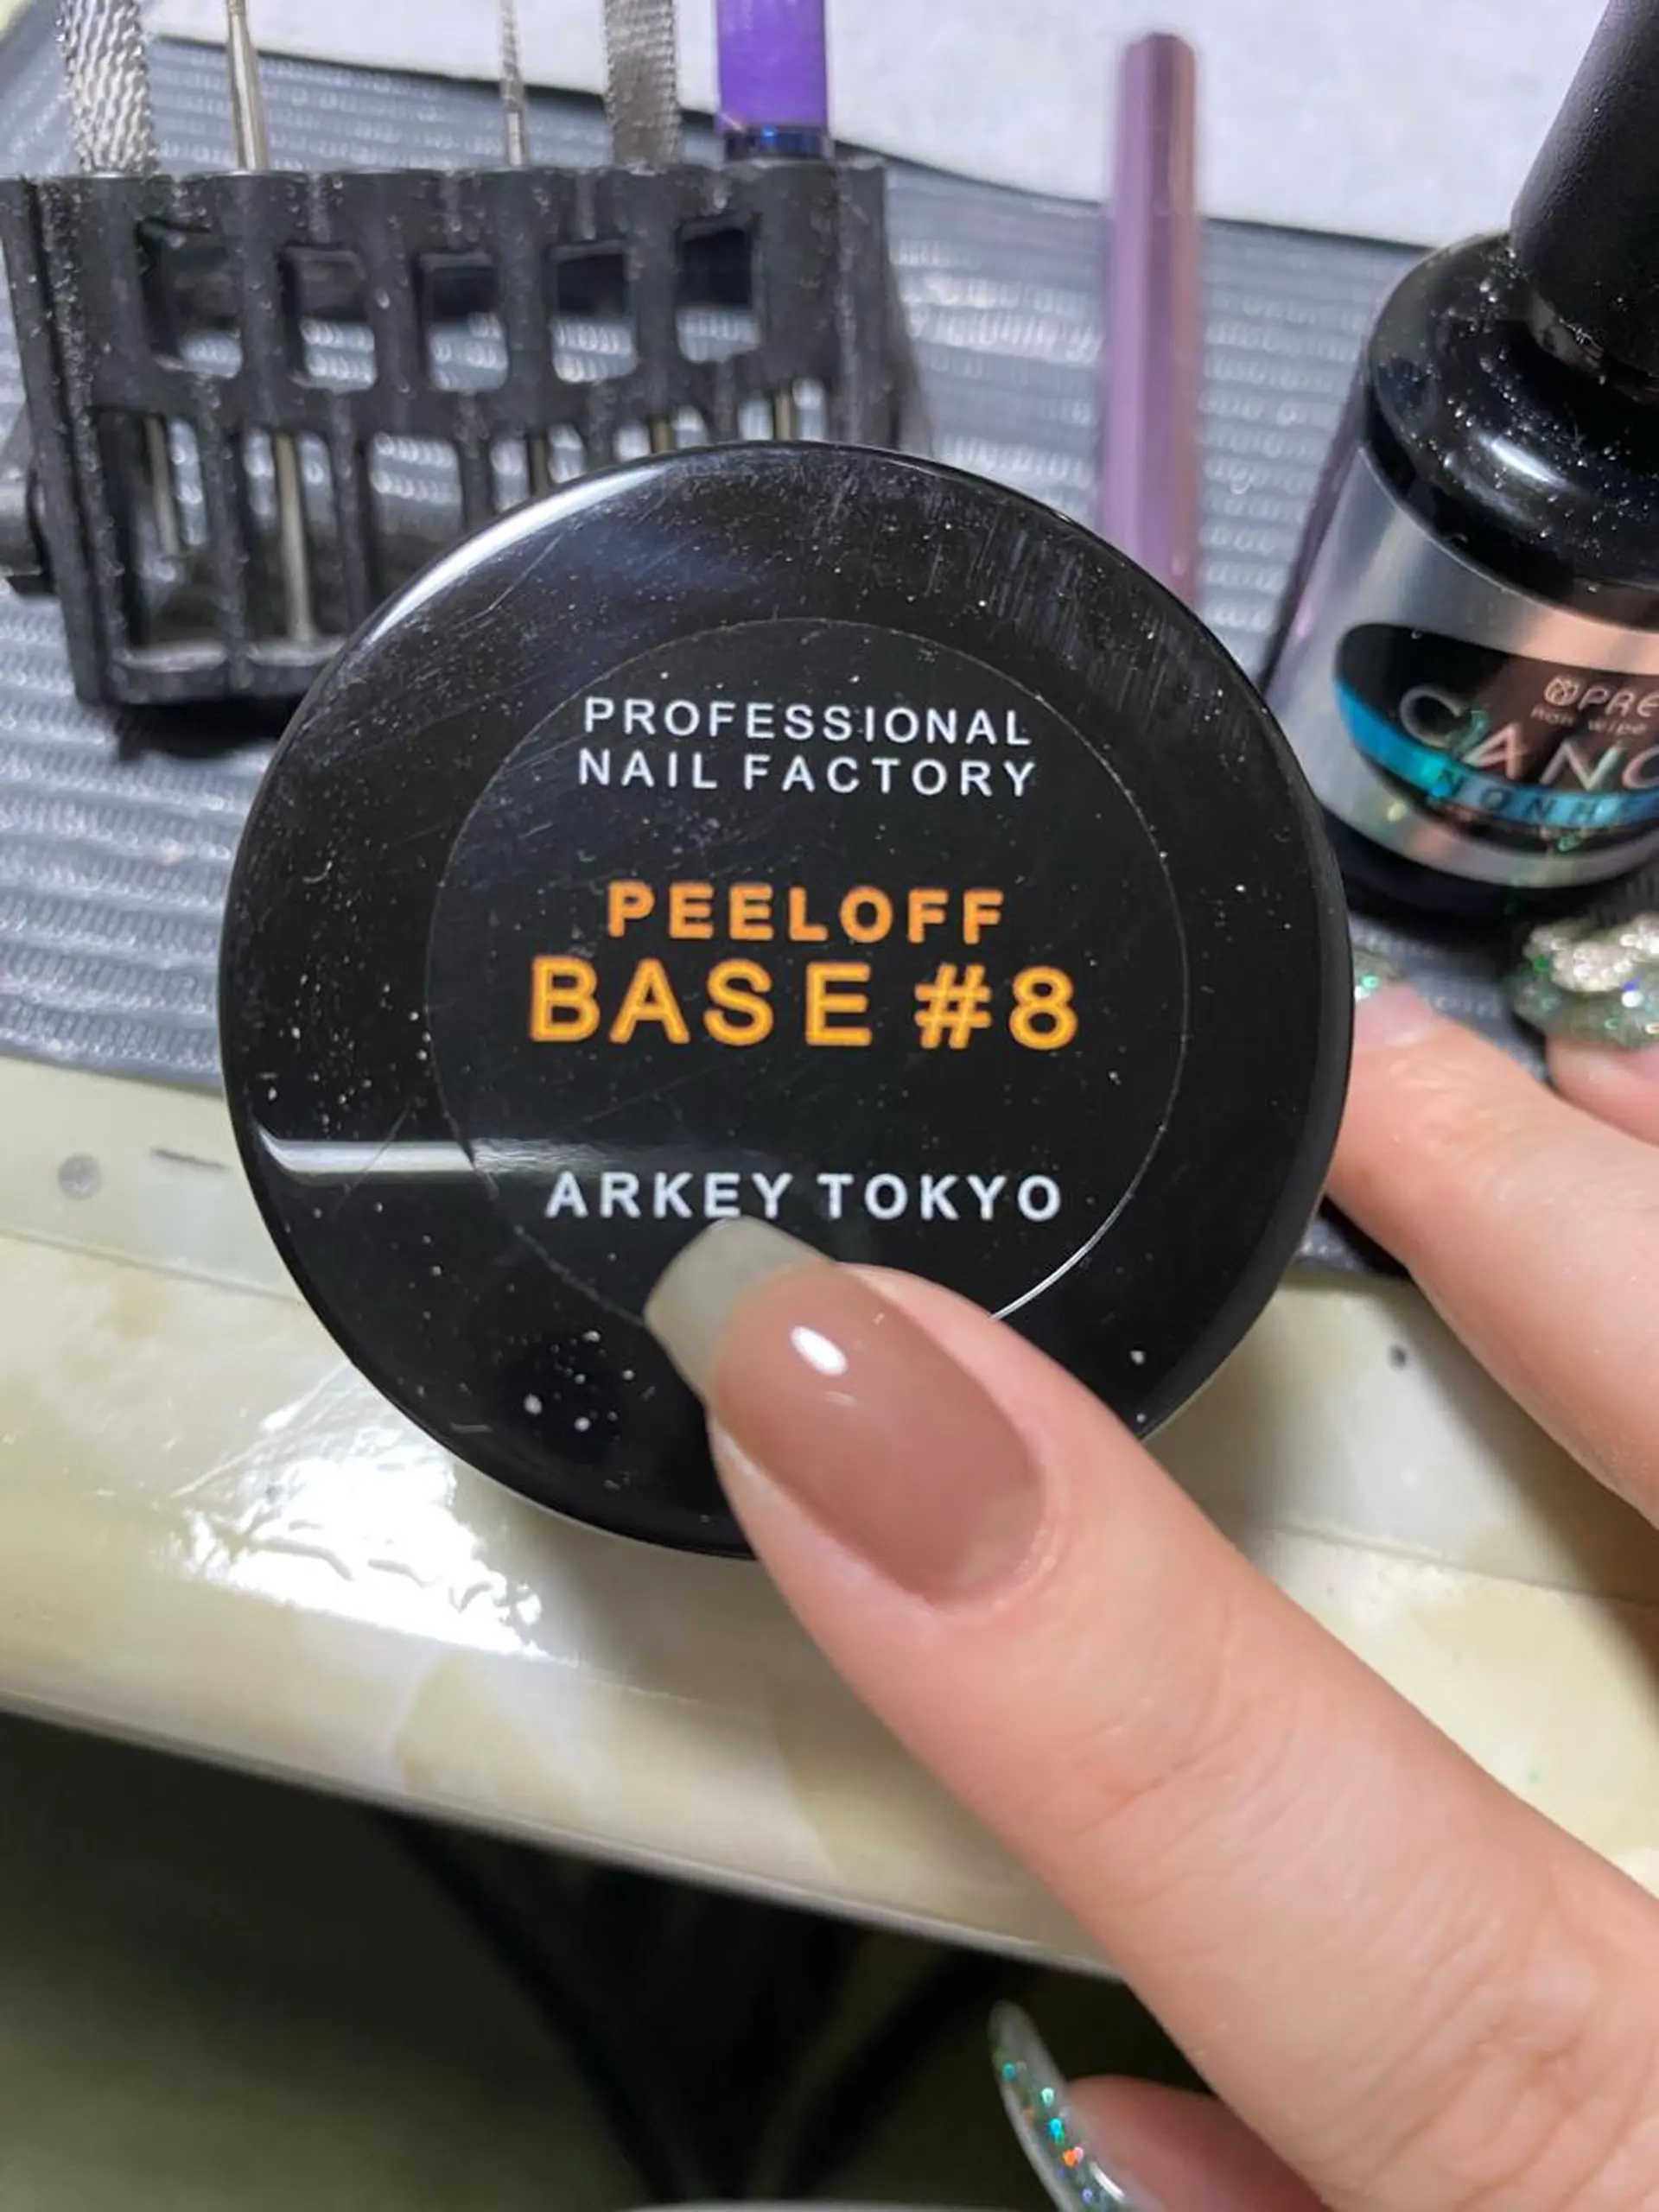 PROFESSIONAL
NAIL FACTORY
PEELOFF
BASE #8
ARKEY TOKYO